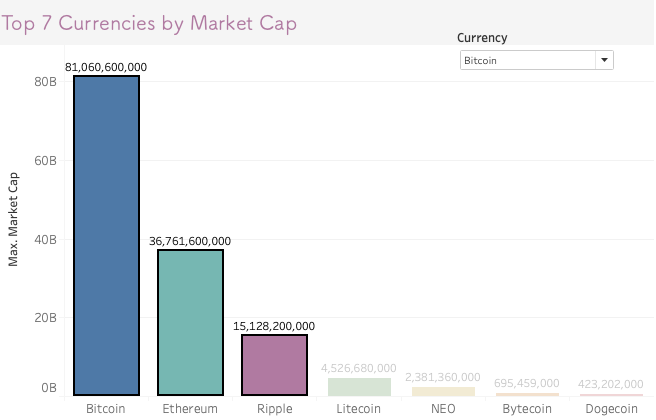 Top 7 Currencies by Market Cap
Currency
Bitcoin
Max. Market Cap
80B
60B
40B
20B
0B
81,060,600,000
36,761,600,000
15,128,200,000
4,526,680,000
2,381,360,000
695,459,000
423,202,000
Bitcoin
Ethereum
Ripple
Litecoin
NEO
Bytecoin
Dogecoin